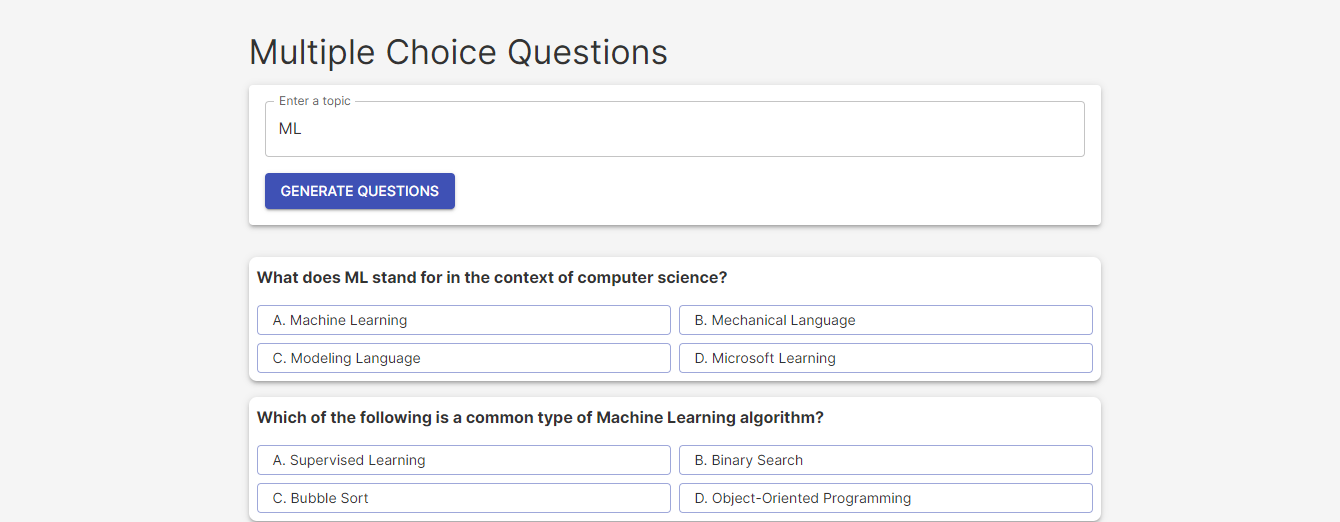 Multiple Choice Questions
Enter a topic
ML
GENERATE QUESTIONS
What does ML stand for in the context of computer science?
A. Machine Learning
B. Mechanical Language
C. Modeling Language
D. Microsoft Learning
Which of the following is a common type of Machine Learning algorithm?
A. Supervised Learning
B. Binary Search
C. Bubble Sort
D. Object-Oriented Programming